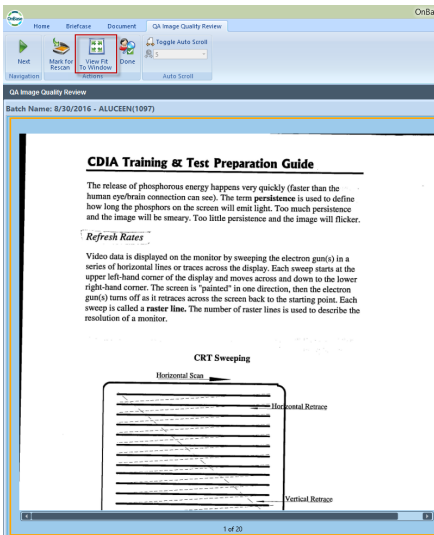 OnBase
OnBa
Home Briefcase Document QA Image Quality Review
Next
Mark for Rescan
View Fit To Window
Done
Toggle Auto Scroll
5
Navigation Actions Auto Scroll
QA Image Quality Review
Batch Name: 8/30/2016 - ALUCEEN(1097)
CDIA Training & Test Preparation Guide
The release of phosphorous energy happens very quickly (faster than the
human eye/brain connection can see). The term persistence is used to define
how long the phosphors on the screen will emit light. Too much persistence
and the image will be smeary. Too little persistence and the image will flicker.
Refresh Rates
Video data is displayed on the monitor by sweeping the electron gun(s) in a
series of horizontal lines or traces across the display. Each sweep starts at the
upper left-hand corner of the display and moves across and down to the lower
right-hand corner. The screen is "painted" in one direction, then the electron
gun(s) turns off as it retraces across the screen back to the starting point. Each
sweep is called a raster line. The number of raster lines is used to describe the
resolution of a monitor.
CRT Sweeping
Horizontal Scan
Horizontal Retrace
Vertical Retrace
1 of 20